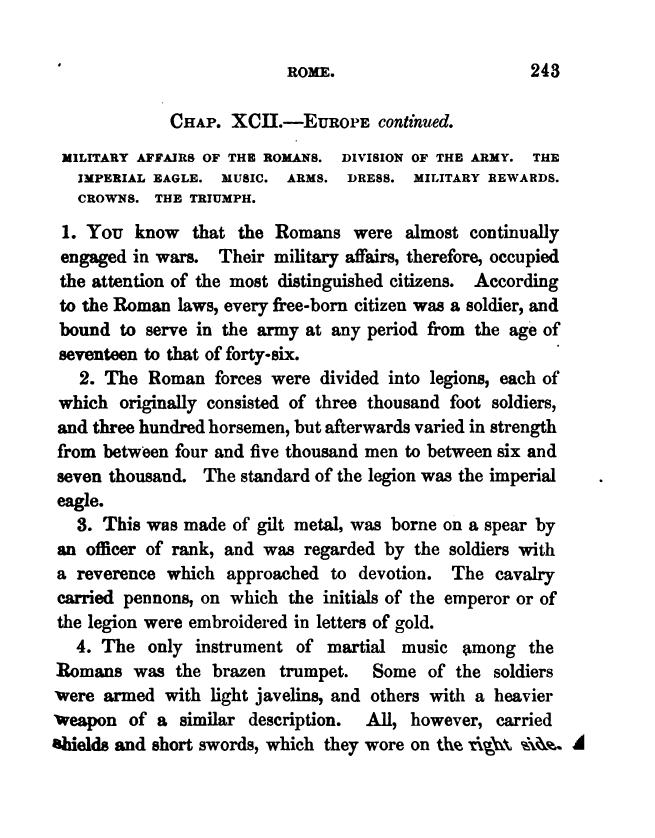 ROME. 243
CHAP. XCII.—EUROPE continued.
MILITARY AFFAIRS OF THE ROMANS. DIVISION OF THE ARMY. THE
IMPERIAL EAGLE. MUSIC. ARMS. DRESS. MILITARY REWARDS.
CROWNS. THE TRIUMPH.
1. YOU know that the Romans were almost continually
engaged in wars. Their military affairs, therefore, occupied
the attention of the most distinguished citizens. According
to the Roman laws, every free-born citizen was a soldier, and
bound to serve in the army at any period from the age of
seventeen to that of forty-six.
2. The Roman forces were divided into legions, each of
which originally consisted of three thousand foot soldiers,
and three hundred horsemen, but afterwards varied in strength
from between four and five thousand men to between six and
seven thousand. The standard of the legion was the imperial
eagle.
3. This was made of gilt metal, was borne on a spear by
an officer of rank, and was regarded by the soldiers with
a reverence which approached to devotion. The cavalry
carried pennons, on which the initials of the emperor or of
the legion were embroidered in letters of gold.
4. The only instrument of martial music among the
Romans was the brazen trumpet. Some of the soldiers
were armed with light javelins, and others with a heavier
weapon of a similar description. All, however, carried
shields and short swords, which they wore on the right side.